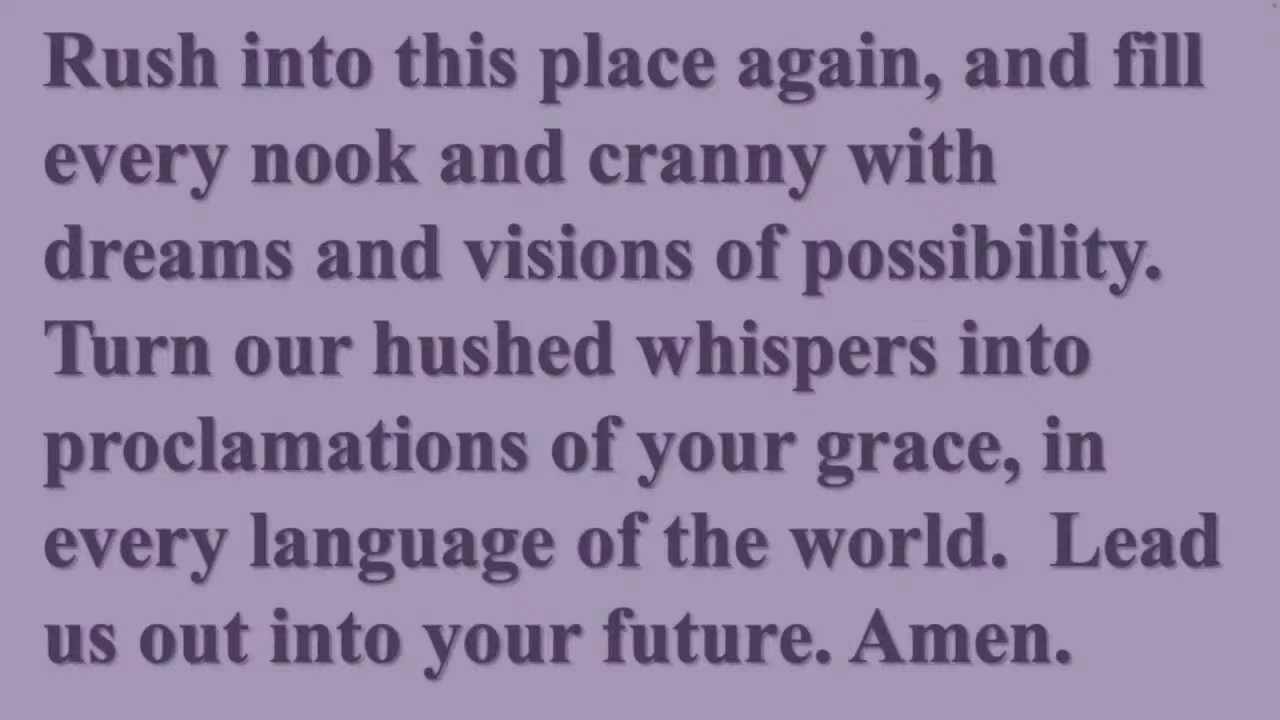 Rush into this place again, and fill
every nook and cranny with
dreams and visions of possibility.
Turn our hushed whispers into
proclamations of your grace, in
every language of the world.  Lead
us out into your future. Amen.